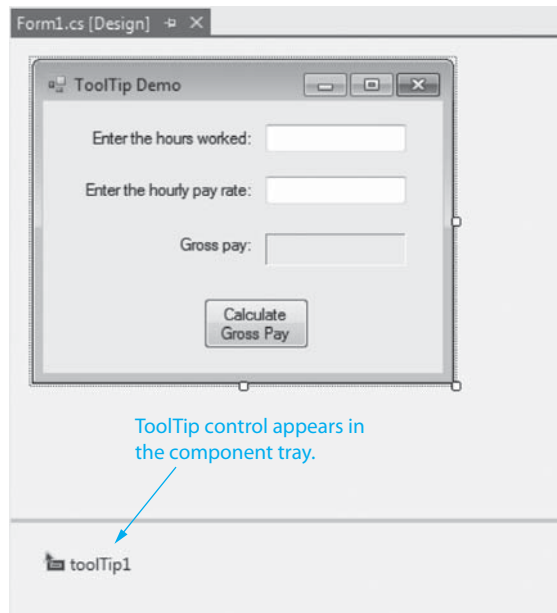 Form1.cs [Design]
ToolTip Demo
Enter the hours worked:
Enter the hourly pay rate:
Gross pay:
Calculate
Gross Pay
ToolTip control appears in
the component tray.
toolTip1